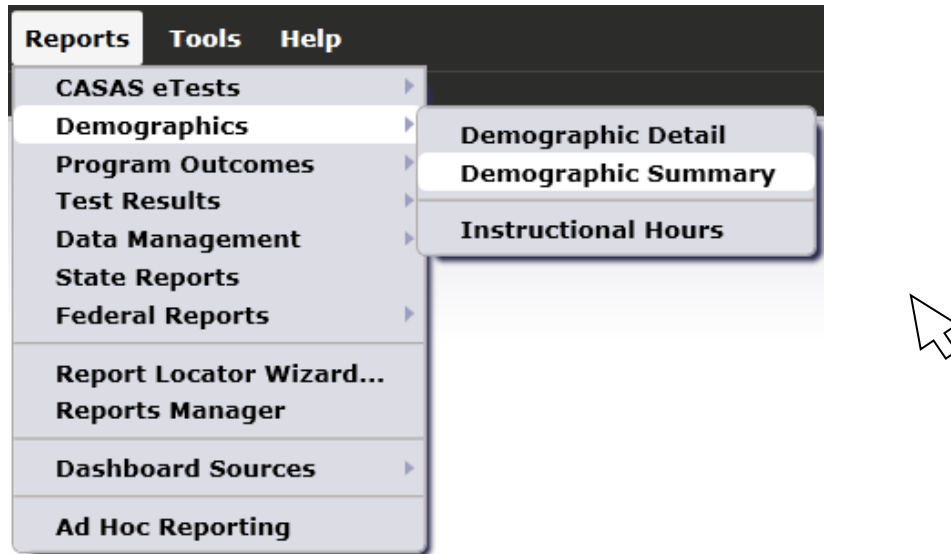 Reports Tools Help
CASAS eTests
Demographics
Program Outcomes
Test Results
Data Management
State Reports
Federal Reports
Report Locator Wizard...
Reports Manager
Dashboard Sources
Ad Hoc Reporting
Demographic Detail
Demographic Summary
Instructional Hours